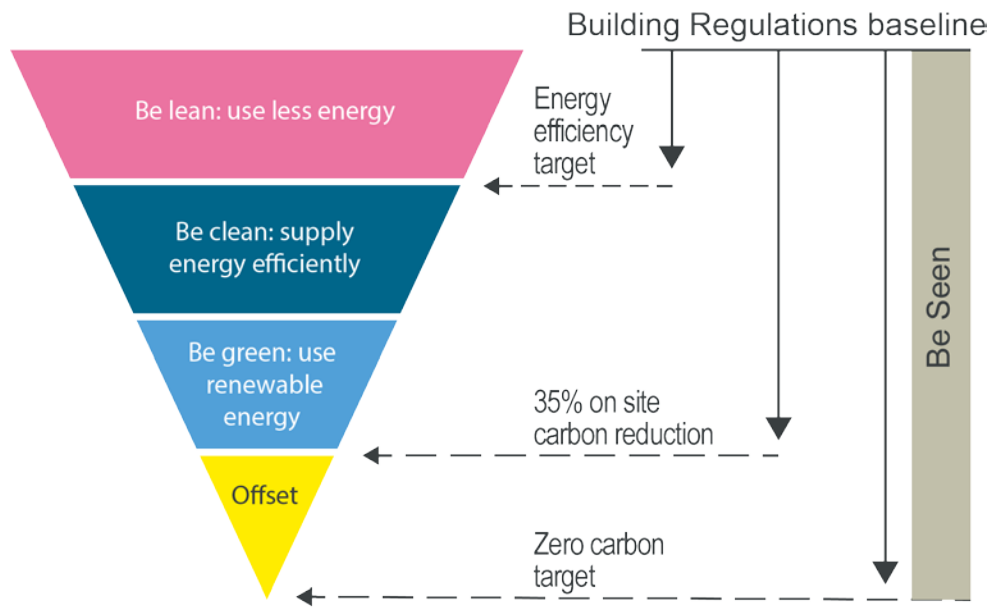 Building Regulations baseline
Be lean: use less energy
Energy
efficiency
target
Be clean: supply
energy efficiently
Be green: use
renewable
energy
35% on site
carbon reduction
Offset
Zero carbon
target
Be Seen